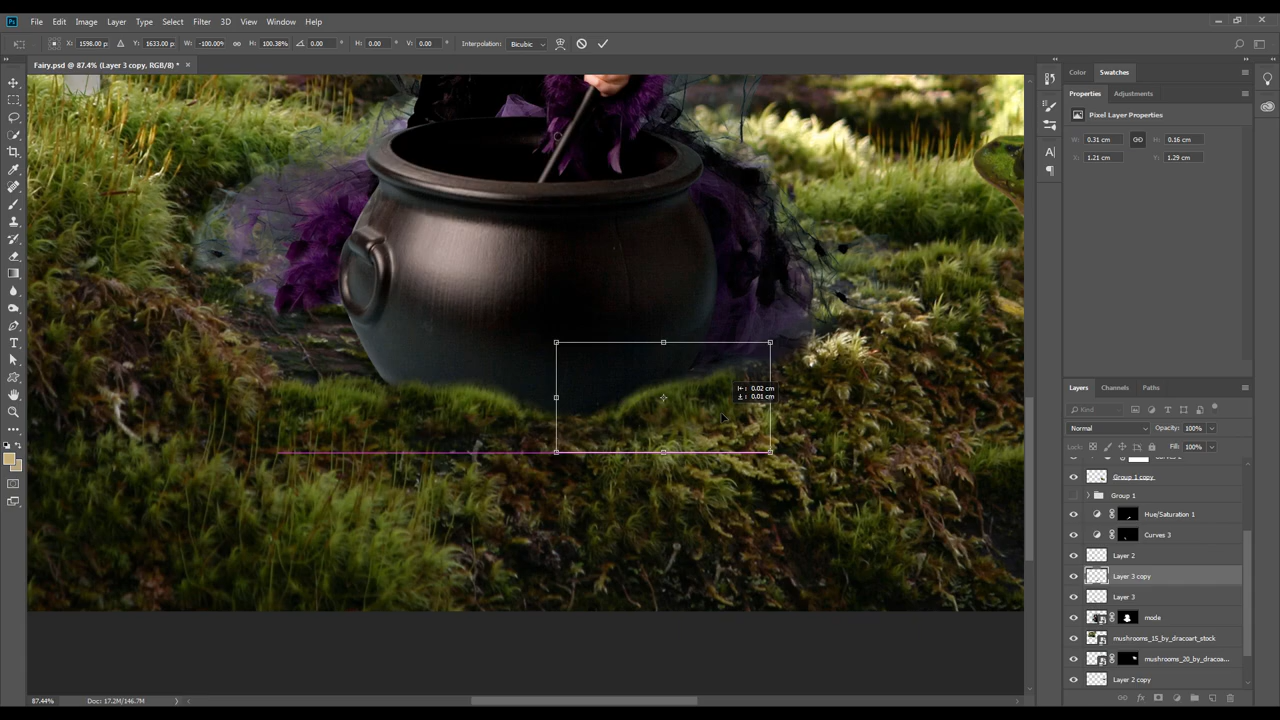 Ps File Edit Image Layer Type Select Filter 3D View Window Help
X: 1598.00 p Y: 1633.00 p W: -100.00% H: 100.38% 0.00 ° H: 0.00 ° V: 0.00 ° Interpolation: Bicubic
Fairy.psd @ 87.4% (Layer 3 copy, RGB/8) * ×
Color Swatches
Properties Adjustments
Pixel Layer Properties
W: 0.31 cm H: 0.16 cm
X: 1.21 cm Y: 1.29 cm
0.02 cm
0.01 cm
Layers Channels Paths
Kind
Normal Opacity: 100%
Lock: Fill: 100%
Group 1 copy
Group 1
Hue/Saturation 1
Curves 3
Layer 2
Layer 3 copy
Layer 3
mode
mushrooms_15_by_dracoart_stock
mushrooms_20_by_dracoa...
Layer 2 copy
87.44% Doc: 17.2M/146.7M